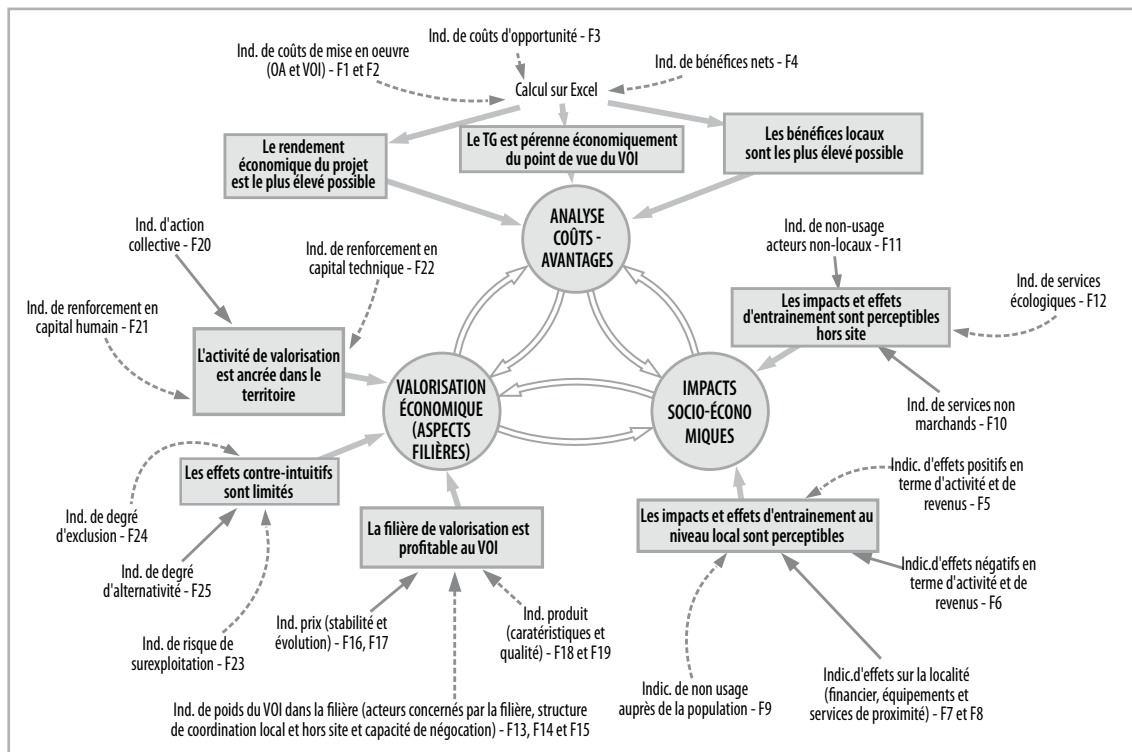 Ind. de coûts d'opportunité - F3
Ind. de coûts de mise en oeuvre
(OA et VOI) - F1 et F2
Ind. de bénéfices nets - F4
Calcul sur Excel
Le rendement
économique du projet
est le plus élevé possible
Le TG est pérenne économiquement
du point de vue du VOI
Les bénéfices locaux
sont les plus élevé possible
ANALYSE
COÛTS -
AVANTAGES
Ind. d'action
collective - F20
Ind. de renforcement en
capital technique - F22
Ind. de renforcement en
capital humain - F21
L'activité de valorisation
est ancrée dans le
territoire
Ind. de non-usage
acteurs non-locaux - F11
Ind. de services
écologiques - F12
Les impacts et effets
d'entrainement sont perceptibles
hors site
Ind. de services non
marchands - F10
VALORISATION
ÉCONOMIQUE
(ASPECTS
FILIÈRES)
IMPACTS
SOCIO-ÉCONO
MIQUES
Les effets contre-intuitifs
sont limités
Ind. de degré
d'exclusion - F24
Ind. de degré
d'alternativité - F25
Ind. de risque de
surexploitation - F23
La filière de valorisation est
profitable au VOI
Ind. prix (stabilité et
évolution) - F16, F17
Ind. produit
(caratéristiques et
qualité) - F18 et F19
Ind. de poids du VOI dans la filière (acteurs concernés par la filière, structure
de coordination local et hors site et capacité de négocation) - F13, F14 et F15
Indic. d'effets positifs en
terme d'activité et de
revenus - F5
Les impacts et effets d'entrainement au
niveau local sont perceptibles
Indic.d'effets négatifs en
terme d'activité et de
revenus - F6
Indic.d'effets sur la localité
(financier, équipements et
services de proximité) - F7 et F8
Indic. de non usage
auprès de la population - F9